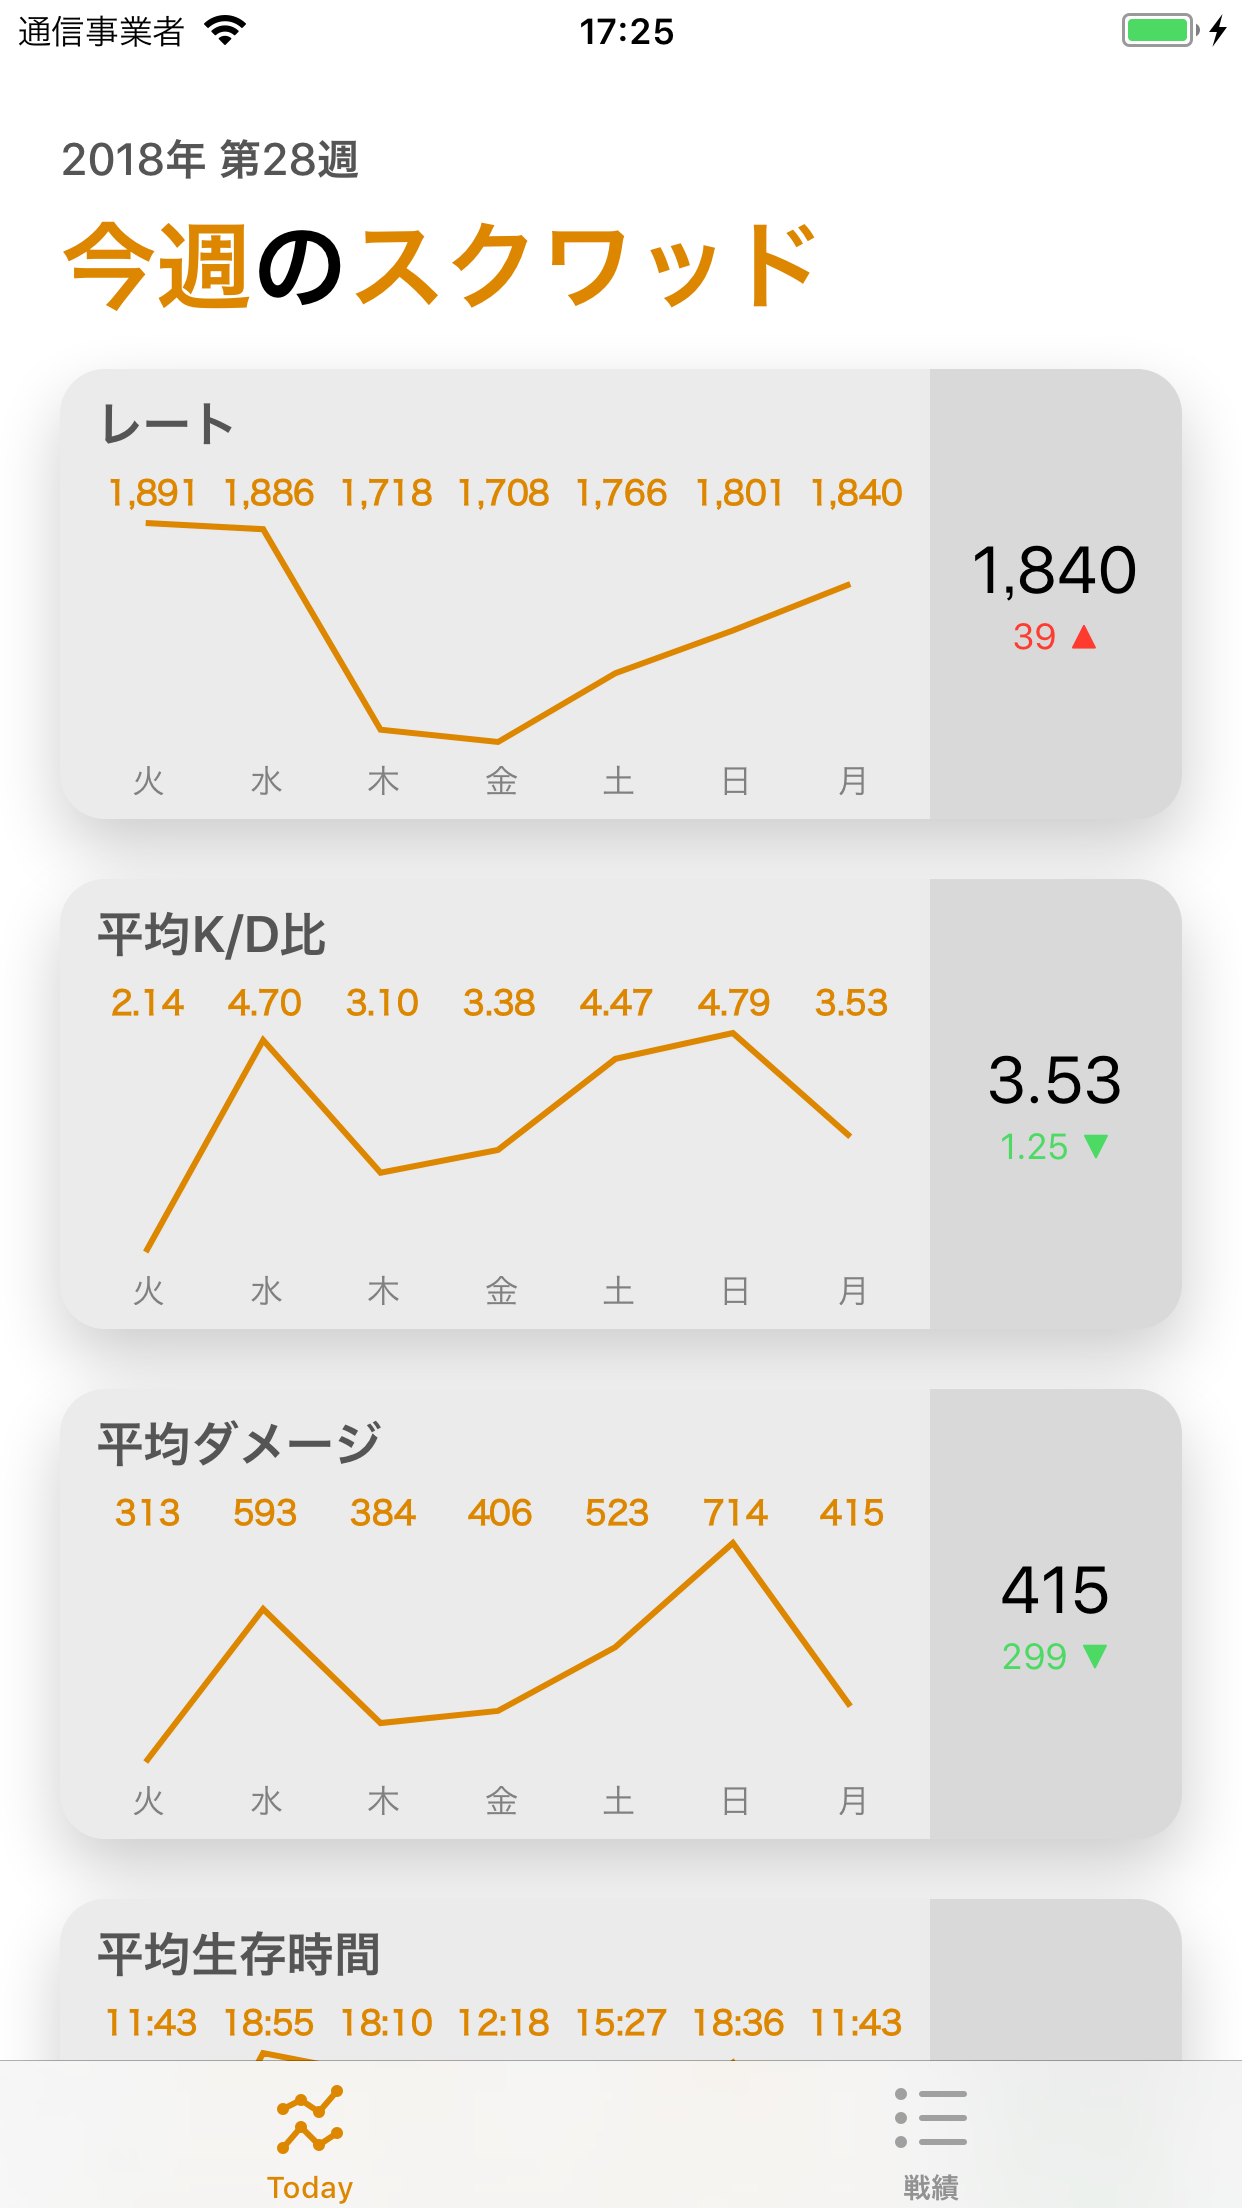 通信事業者 17:25
2018年 第28週
今週のスクワッド
レート
1,891 1,886 1,718 1,708 1,766 1,801 1,840
1,840
39 ▲
火 水 木 金 土 日 月
平均K/D比
2.14 4.70 3.10 3.38 4.47 4.79 3.53
3.53
1.25 ▼
火 水 木 金 土 日 月
平均ダメージ
313 593 384 406 523 714 415
415
299 ▼
火 水 木 金 土 日 月
平均生存時間
11:43 18:55 18:10 12:18 15:27 18:36 11:43
Today 戦績